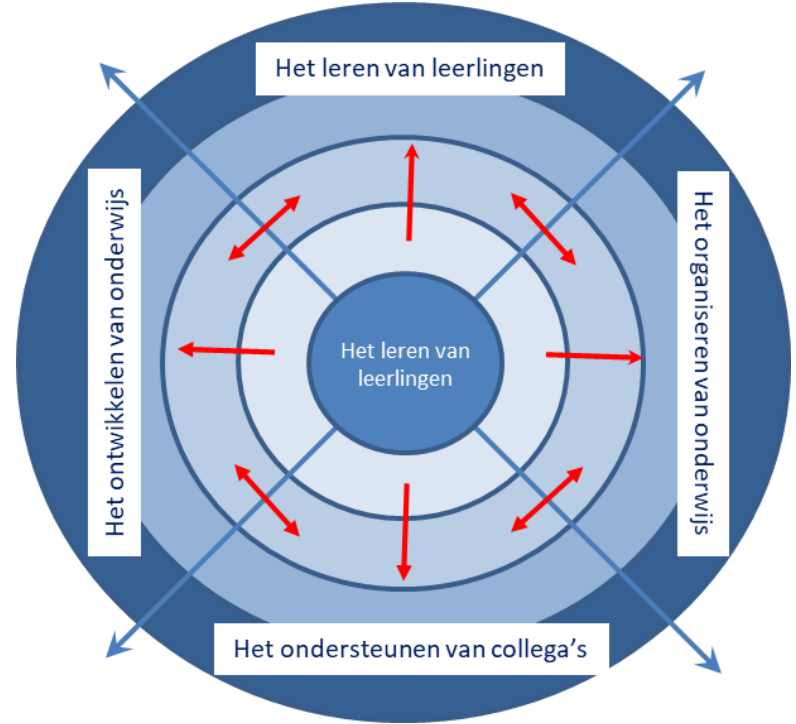 Het leren van leerlingen
Het ontwikkelen van onderwijs
Het leren van
leerlingen
Het organiseren van onderwijs
Het ondersteunen van collega's